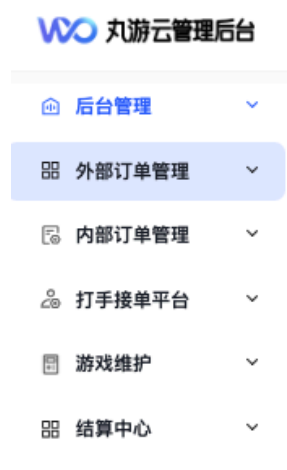 丸游云管理后台
后台管理
外部订单管理
内部订单管理
打手接单平台
游戏维护
结算中心